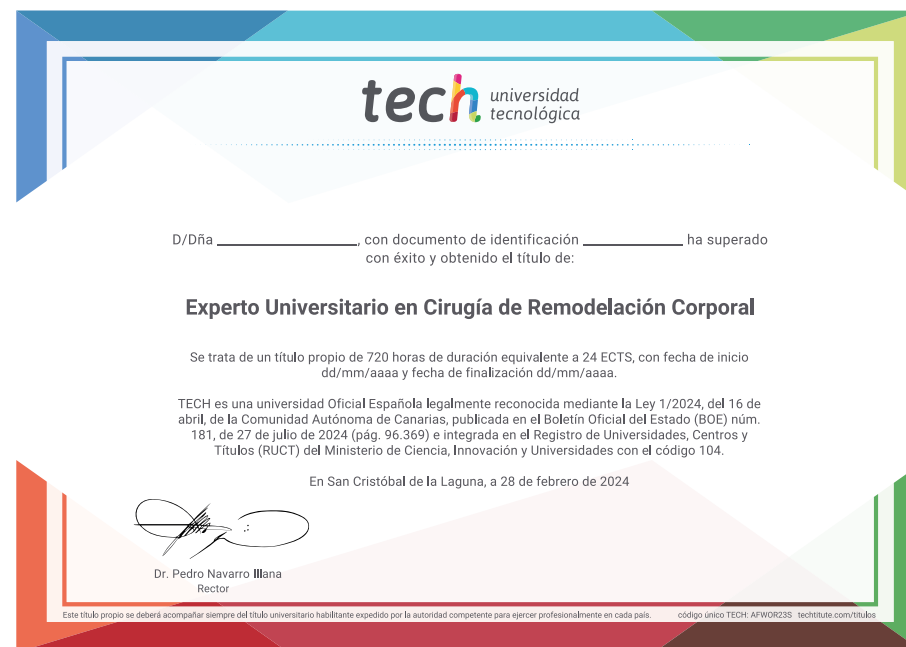 tech universidad
tecnológica
D/Dña ____________, con documento de identificación ____________ ha superado
con éxito y obtenido el título de:
Experto Universitario en Cirugía de Remodelación Corporal
Se trata de un título propio de 720 horas de duración equivalente a 24 ECTS, con fecha de inicio
dd/mm/aaaa y fecha de finalización dd/mm/aaaa.
TECH es una universidad Oficial Española legalmente reconocida mediante la Ley 1/2024, del 16 de
abril, de la Comunidad Autónoma de Canarias, publicada en el Boletín Oficial del Estado (BOE) núm.
181, de 27 de julio de 2024 (pág. 96.369) e integrada en el Registro de Universidades, Centros y
Títulos (RUCT) del Ministerio de Ciencia, Innovación y Universidades con el código 104.
En San Cristóbal de la Laguna, a 28 de febrero de 2024
Dr. Pedro Navarro Illana
Rector
Este título propio se deberá acompañar siempre del título universitario habilitante expedido por la autoridad competente para ejercer profesionalmente en cada país. código único TECH: AFWOR23S techtitute.com/titulos